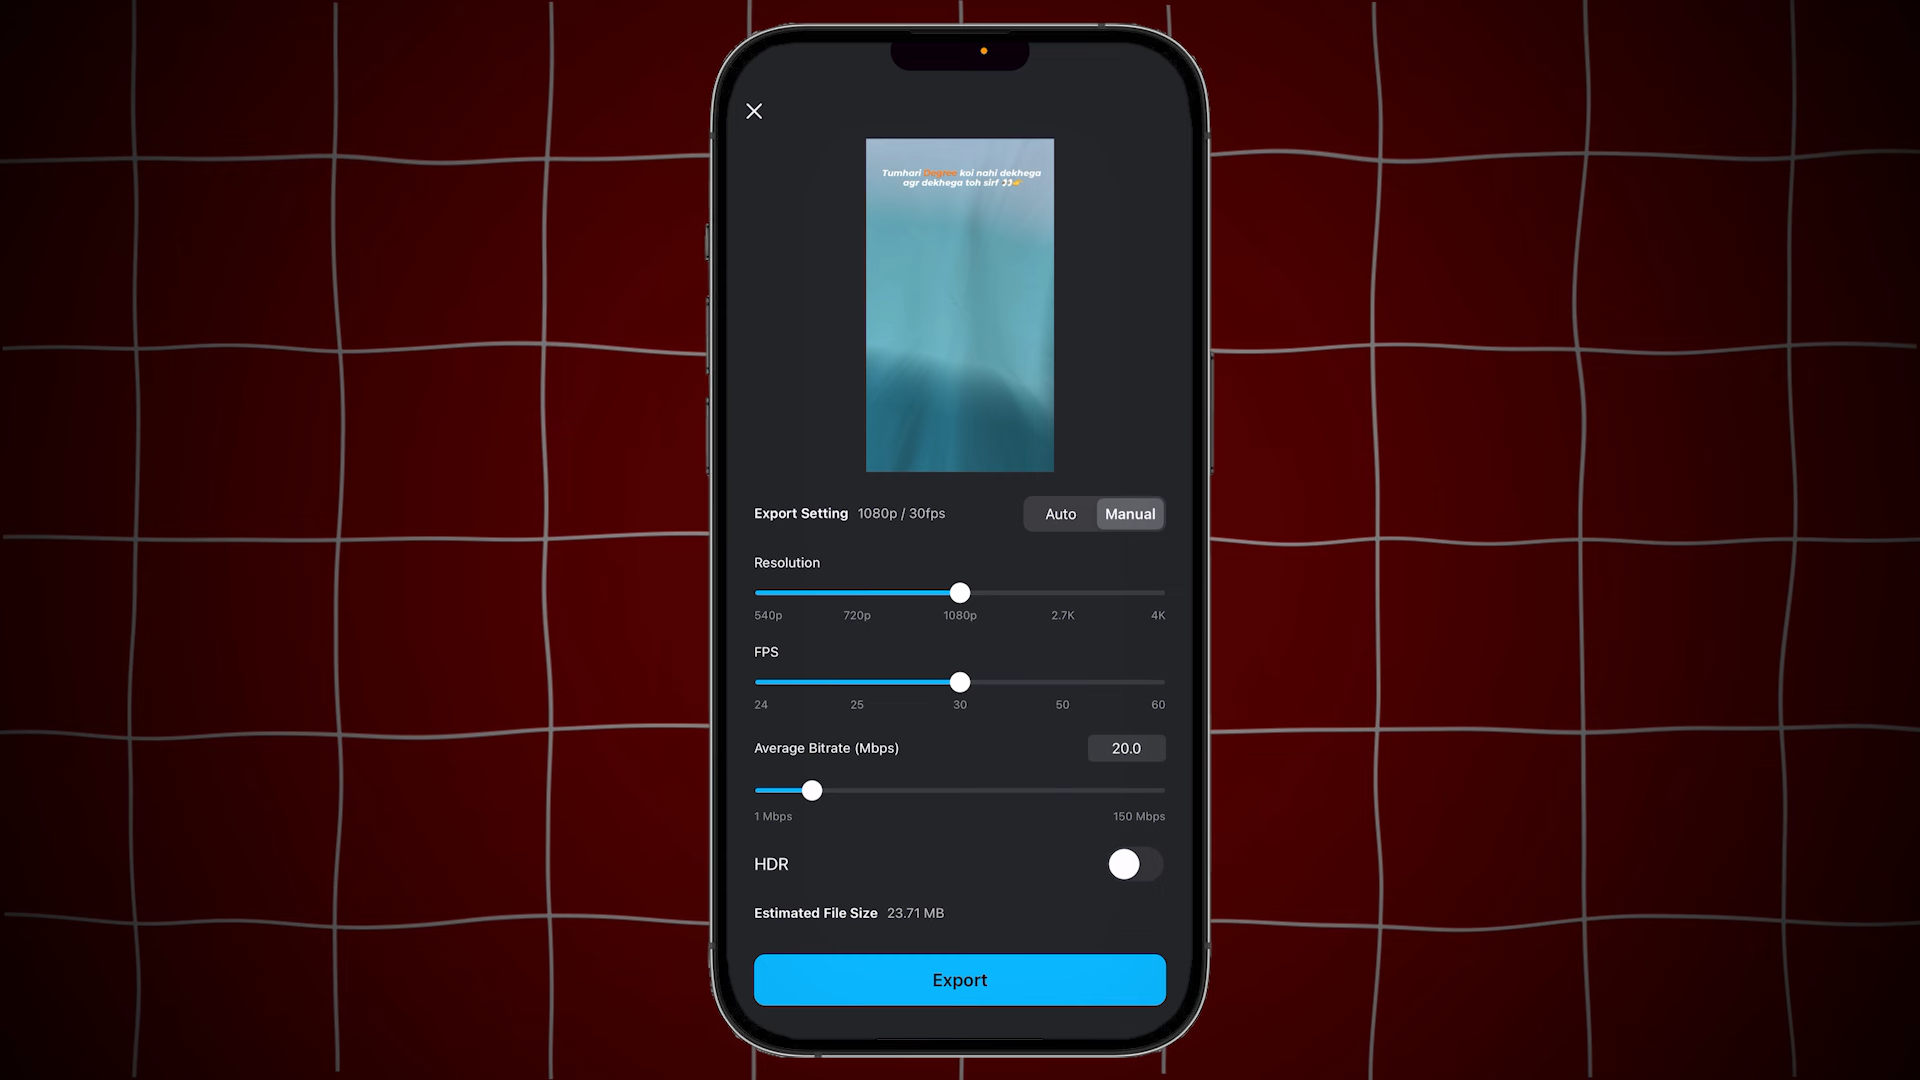 Tumhari Degree koi nahi dekhega
agr dekhega toh sirf 👀👉
Export Setting 1080p / 30fps Auto Manual
Resolution
540p 720p 1080p 2.7K 4K
FPS
24 25 30 50 60
Average Bitrate (Mbps) 20.0
1 Mbps 150 Mbps
HDR
Estimated File Size 23.71 MB
Export